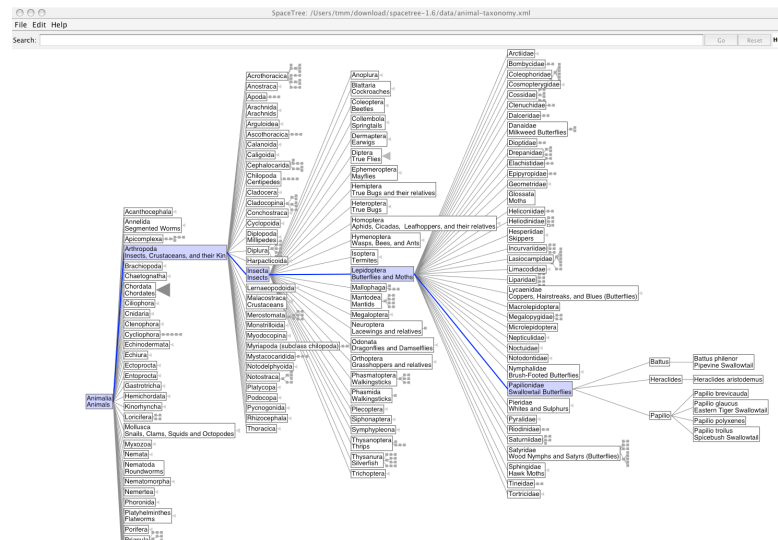 SpaceTree: /Users/tmm/download/spacetree-1.6/data/animal-taxonomy.xml
File Edit Help
Search:
Go
Reset
Animalia
Animals
Acanthocephala
Annelida
Segmented Worms
Apicomplexa
Arthropoda
Insects, Crustaceans, and their Kin
Brachiopoda
Chaetognatha
Chordata
Chordates
Ciliophora
Cnidaria
Ctenophora
Cycliophora
Echinodermata
Echiura
Ectoprocta
Entoprocta
Gastrotricha
Hemichordata
Kinorhyncha
Loricifera
Mollusca
Snails, Clams, Squids and Octopodes
Myxozoa
Nemata
Nematoda
Roundworms
Nematomorpha
Nemertea
Phoronida
Platyhelminthes
Flatworms
Porifera
Acrothoracica
Anostraca
Apoda
Arachnida
Arachnids
Arguloidea
Ascothoracica
Calanoida
Caligoida
Cephalocarida
Chilopoda
Centipedes
Cladocera
Cladocopina
Conchostraca
Cyclopoida
Diplopoda
Millipedes
Diplura
Harpacticoida
Insecta
Insects
Lernaeopodoida
Malacostraca
Crustaceans
Merostomata
Monstrilloida
Myodocopina
Myriapoda (subclass chilopoda)
Mystacocaridida
Notodelphyoida
Notostraca
Platycopa
Podocopa
Pycnogonida
Rhizocephala
Thoracica
Anoplura
Blattaria
Cockroaches
Coleoptera
Beetles
Collembola
Springtails
Dermaptera
Earwigs
Diptera
True Flies
Ephemeroptera
Mayflies
Hemiptera
True Bugs and their relatives
Heteroptera
True Bugs
Homoptera
Aphids, Cicadas, Leafhoppers, and their relatives
Hymenoptera
Wasps, Bees, and Ants
Isoptera
Termites
Lepidoptera
Butterflies and Moths
Mallophaga
Mantodea
Mantids
Megaloptera
Neuroptera
Lacewings and relatives
Odonata
Dragonflies and Damselflies
Orthoptera
Grasshoppers and relatives
Phasmatoptera
Walkingsticks
Phasmida
Walkingsticks
Plecoptera
Siphonaptera
Symphypleona
Thysanoptera
Thrips
Thysanura
Silverfish
Trichoptera
Arctiidae
Bombycidae
Coleophoridae
Cosmopterygidae
Cossidae
Ctenuchidae
Dalceridae
Danaidae
Milkweed Butterflies
Dioptidae
Drepanidae
Elachistidae
Epipyropidae
Geometridae
Glossata
Moths
Heliconiidae
Heliodinidae
Hesperiidae
Skippers
Incurvariidae
Lasiocampidae
Limacodidae
Liparidae
Lycaenidae
Coppers, Hairstreaks, and Blues (Butterflies)
Macrolepidoptera
Megalopygidae
Microlepidoptera
Nepticulidae
Noctuidae
Notodontidae
Nymphalidae
Brush-Footed Butterflies
Papilionidae
Swallowtail Butterflies
Pieridae
Whites and Sulphurs
Pyralidae
Riodinidae
Saturniidae
Satyridae
Wood Nymphs and Satyrs (Butterflies)
Sphingidae
Hawk Moths
Tineidae
Tortricidae
Battus
Heraclides
Papilio
Battus philenor
Pipevine Swallowtail
Heraclides aristodemus
Papilio brevicauda
Papilio glaucus
Eastern Tiger Swallowtail
Papilio polyxenes
Papilio troilus
Spicebush Swallowtail